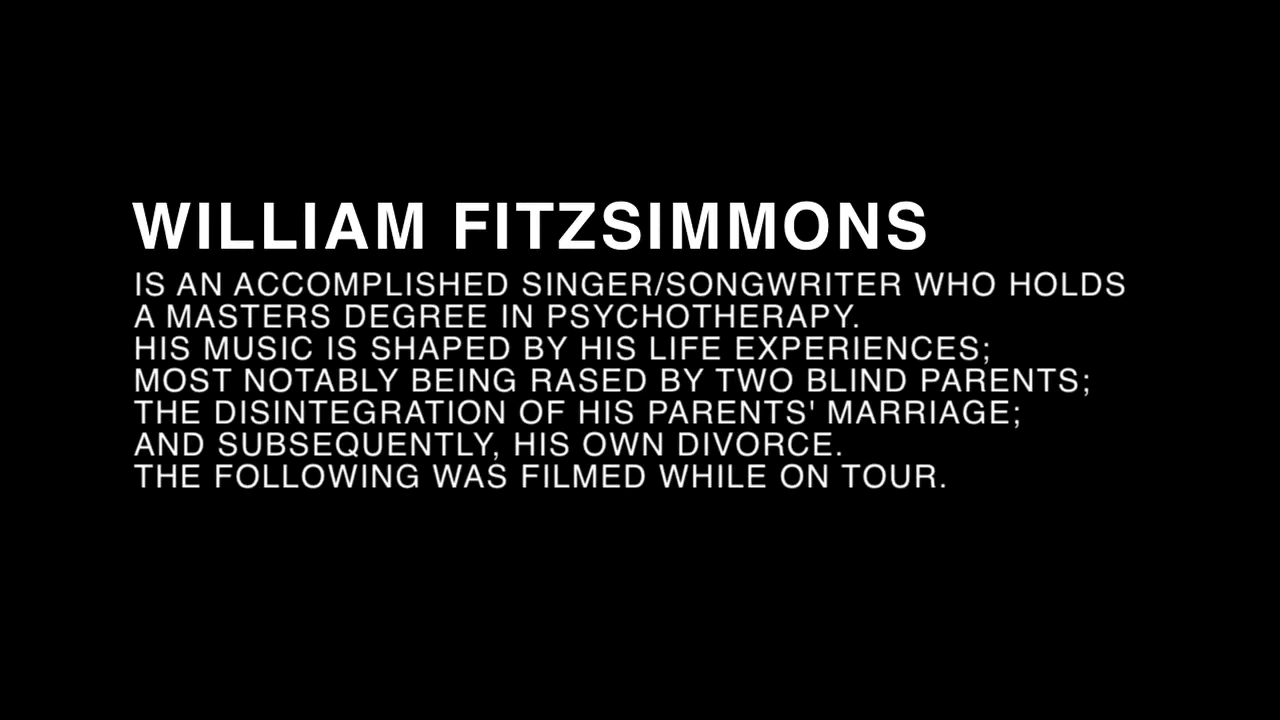 WILLIAM FITZSIMMONS
IS AN ACCOMPLISHED SINGER/SONGWRITER WHO HOLDS
A MASTERS DEGREE IN PSYCHOTHERAPY.
HIS MUSIC IS SHAPED BY HIS LIFE EXPERIENCES;
MOST NOTABLY BEING RASED BY TWO BLIND PARENTS;
THE DISINTEGRATION OF HIS PARENTS' MARRIAGE;
AND SUBSEQUENTLY, HIS OWN DIVORCE.
THE FOLLOWING WAS FILMED WHILE ON TOUR.